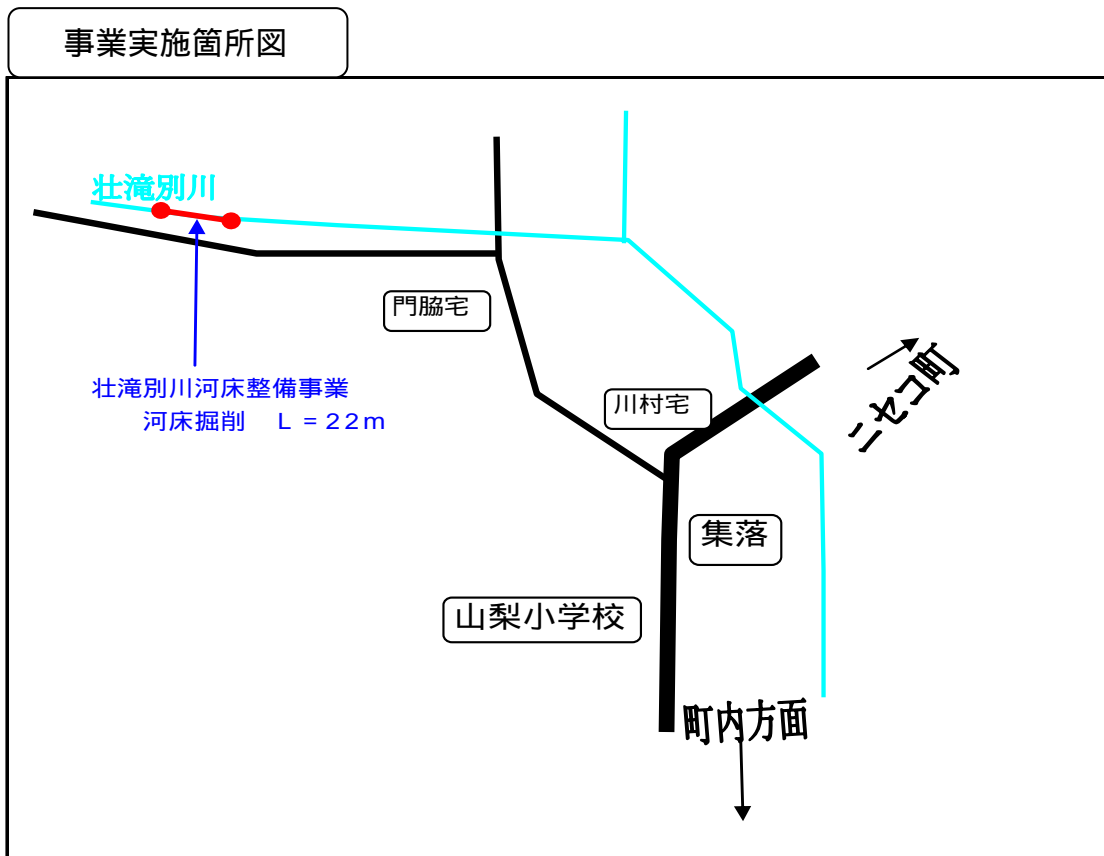 事業実施箇所図
壮滝別川
門脇宅
壮滝別川河床整備事業
河床掘削　L＝22m
川村宅
ニセコ町
集落
山梨小学校
町内方面